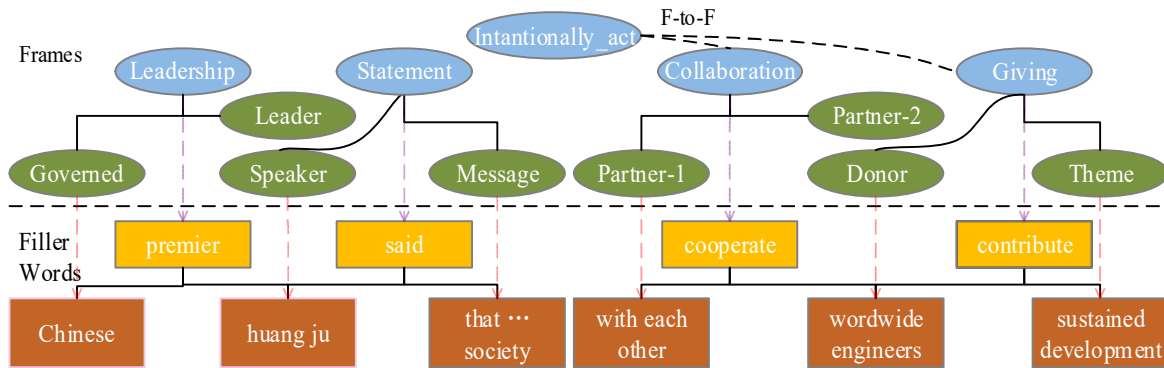 F-to-F
Intantionally_act
Frames
Leadership
Statement
Collaboration
Giving
Leader
Partner-2
Governed
Speaker
Message
Partner-1
Donor
Theme
Filler
Words
premier
said
cooperate
contribute
Chinese
huang ju
that ⋯
society
with each
other
wordwide
engineers
sustained
development